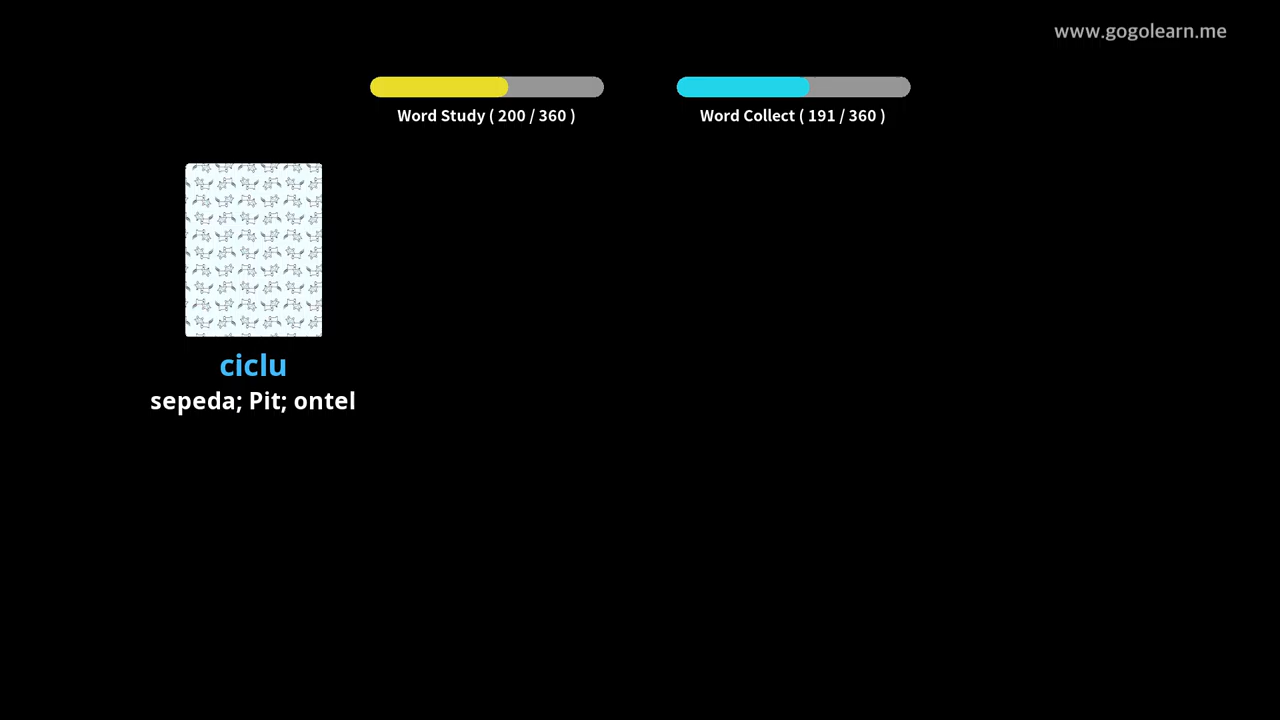 www.gogolearn.me
Word Study ( 200 / 360 )
Word Collect ( 191 / 360 )
ciclu
sepeda; Pit; ontel